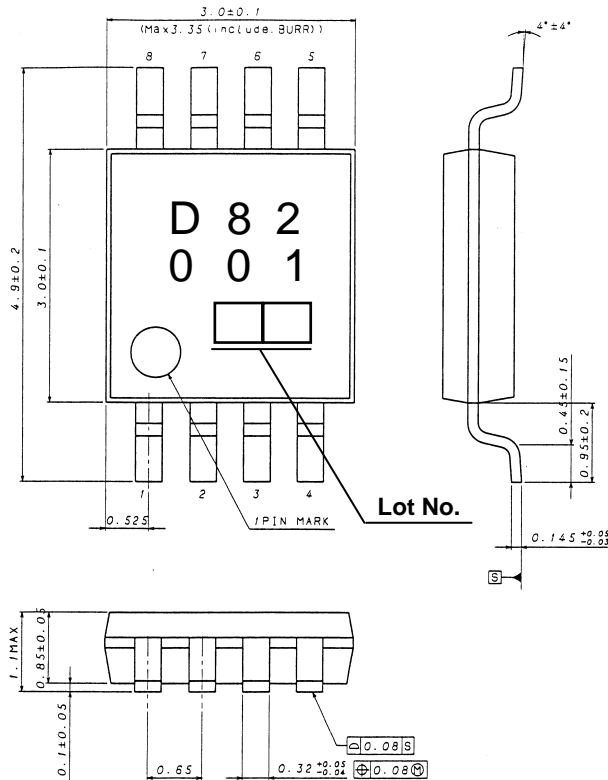 3.0±0.1
(Max3.35(include.BURR))
8 7 6 5
4°±4°
D 8 2
0 0 1
4.9±0.2
3.0±0.1
0.45±0.15
0.95±0.2
1 2 3 4
0.525
1PIN MARK
Lot No.
0.145 +0.05 -0.03
S
1.1MAX
0.85±0.05
0.1±0.05
0.65
0.32 +0.05 -0.04
0.08 S
0.08 Ⓜ